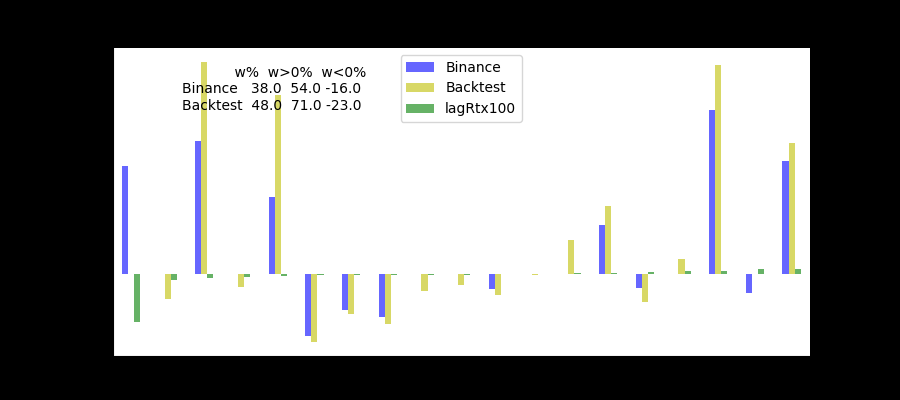 w% w>0% w<0%
Binance 38.0 54.0 -16.0
Backtest 48.0 71.0 -23.0
Binance
Backtest
lagRtx100